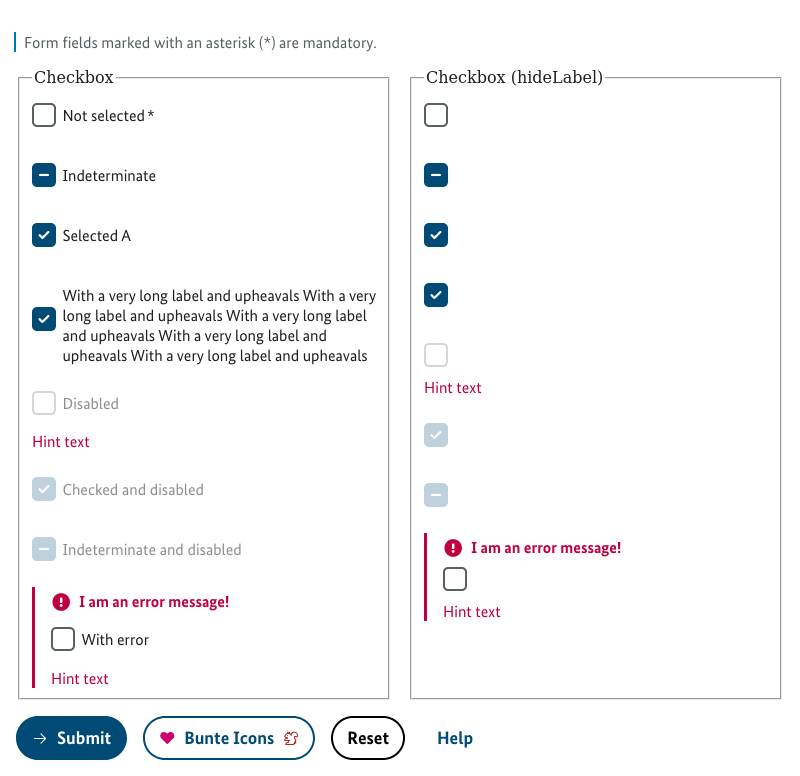 Form fields marked with an asterisk (*) are mandatory.
Checkbox
Not selected *
Indeterminate
Selected A
With a very long label and upheavals With a very
long label and upheavals With a very long label
and upheavals With a very long label and
upheavals With a very long label and upheavals
Disabled
Hint text
Checked and disabled
Indeterminate and disabled
I am an error message!
With error
Hint text
Checkbox (hideLabel)
Hint text
I am an error message!
Hint text
Submit
Bunte Icons
Reset
Help